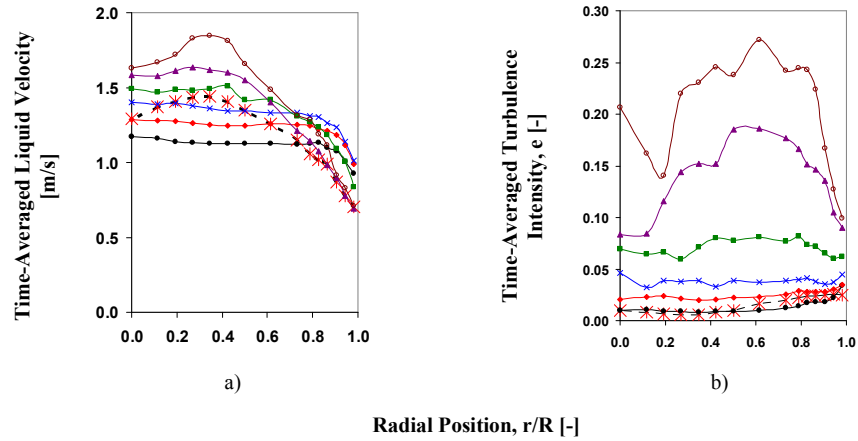 Time-Averaged Liquid Velocity
[m/s]
2.0
1.5
1.0
0.5
0.0
0.0 0.2 0.4 0.6 0.8 1.0
a)
Time-Averaged Turbulence
Intensity, e [-]
0.30
0.25
0.20
0.15
0.10
0.05
0.00
0.0 0.2 0.4 0.6 0.8 1.0
b)
Radial Position, r/R [-]